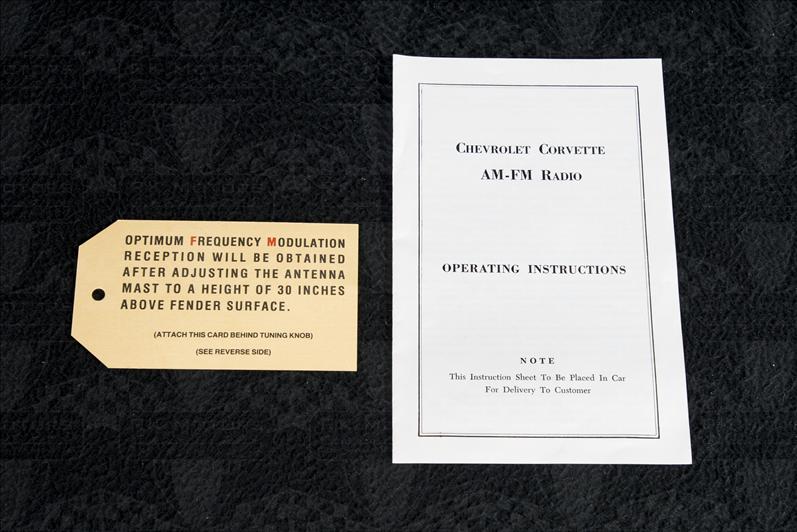 OPTIMUM FREQUENCY MODULATION
RECEPTION WILL BE OBTAINED
AFTER ADJUSTING THE ANTENNA
MAST TO A HEIGHT OF 30 INCHES
ABOVE FENDER SURFACE.
(ATTACH THIS CARD BEHIND TUNING KNOB)
(SEE REVERSE SIDE)
CHEVROLET CORVETTE
AM-FM RADIO
OPERATING INSTRUCTIONS
NOTE
This Instruction Sheet To Be Placed In Car
For Delivery To Customer